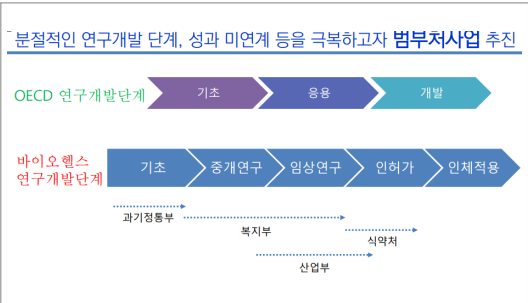 분절적인 연구개발 단계, 성과 미연계 등을 극복하고자 범부처사업 추진
OECD 연구개발단계
기초
응용
개발
바이오헬스
연구개발단계
기초
중개연구
임상연구
인허가
인체적용
과기정통부
복지부
식약처
산업부